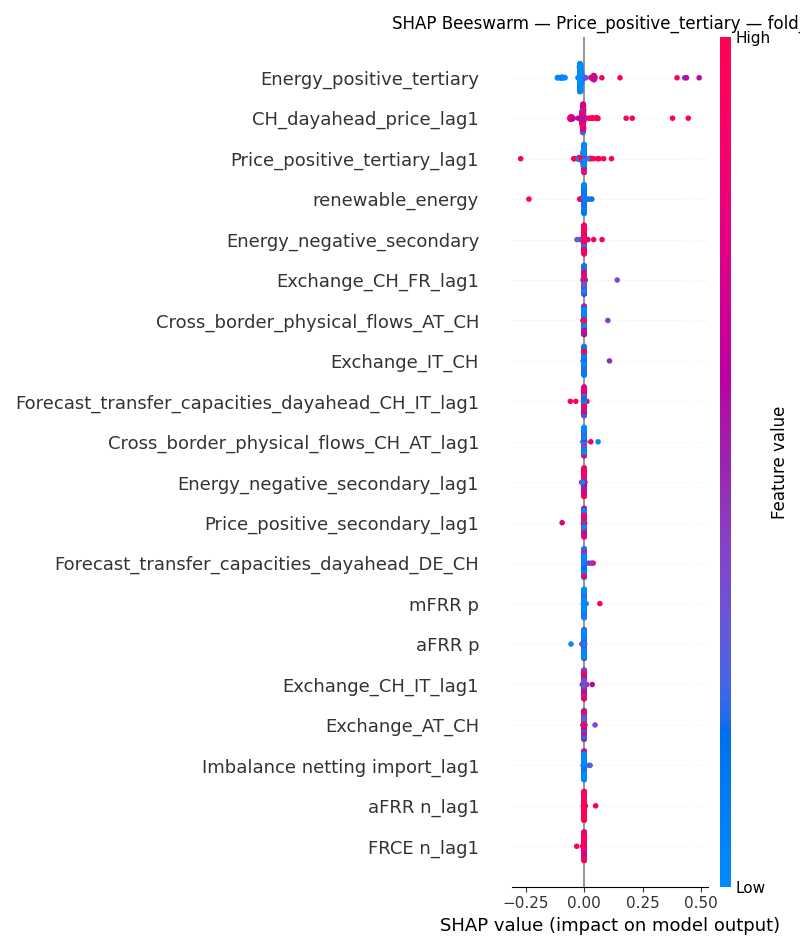 SHAP Beeswarm — Price_positive_tertiary — fold_
High
Energy_positive_tertiary
CH_dayahead_price_lag1
Price_positive_tertiary_lag1
renewable_energy
Energy_negative_secondary
Exchange_CH_FR_lag1
Cross_border_physical_flows_AT_CH
Exchange_IT_CH
Forecast_transfer_capacities_dayahead_CH_IT_lag1
Cross_border_physical_flows_CH_AT_lag1
Energy_negative_secondary_lag1
Price_positive_secondary_lag1
Forecast_transfer_capacities_dayahead_DE_CH
mFRR p
aFRR p
Exchange_CH_IT_lag1
Exchange_AT_CH
Imbalance netting import_lag1
aFRR n_lag1
FRCE n_lag1
Feature value
Low
−0.25 0.00 0.25 0.50
SHAP value (impact on model output)